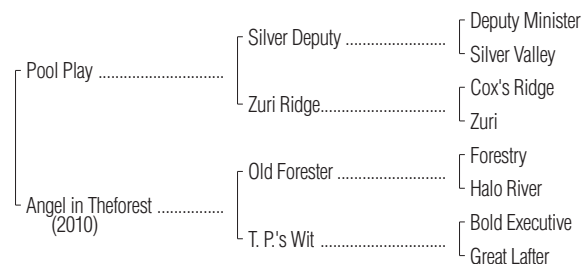 Deputy Minister
Silver Deputy ........................
Silver Valley
Pool Play ..............................
Cox's Ridge
Zuri Ridge..............................
Zuri
Forestry
Old Forester ..........................
Halo River
Angel in Theforest ................
(2010)
Bold Executive
T. P.'s Wit ..............................
Great Lafter